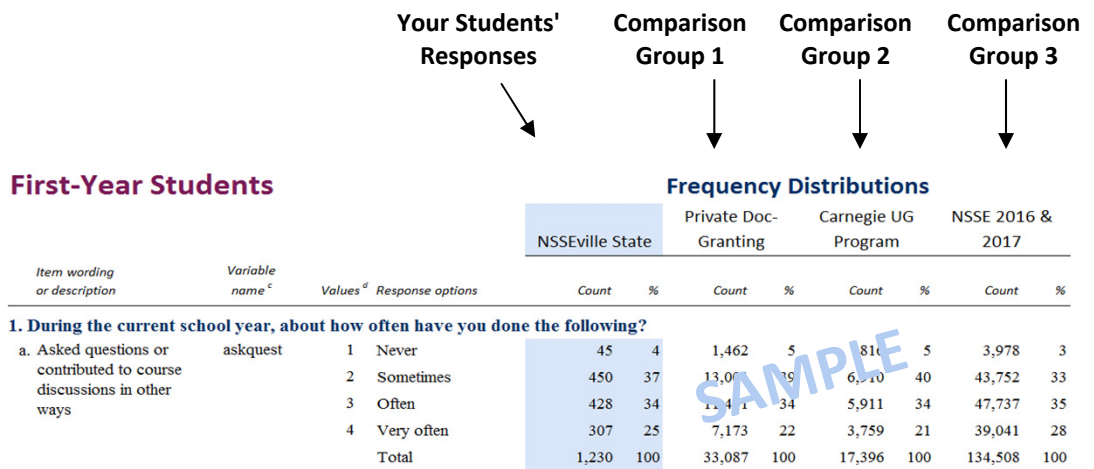 Your Students' Comparison Comparison Comparison
Responses Group 1 Group 2 Group 3
First-Year Students Frequency Distributions
Private Doc- Carnegie UG NSSE 2016 &
NSSEville State Granting Program 2017
Item wording Variable
or description name c Values d Response options Count % Count % Count % Count %
1. During the current school year, about how often have you done the following?
a. Asked questions or askquest 1 Never 45 4 1,462 5 5 3,978 3
contributed to course
discussions in other 2 Sometimes 450 37 40 43,752 33
ways 3 Often 428 34 34 5,911 34 47,737 35
4 Very often 307 25 7,173 22 3,759 21 39,041 28
Total 1,230 100 33,087 100 17,396 100 134,508 100
SAMPLE